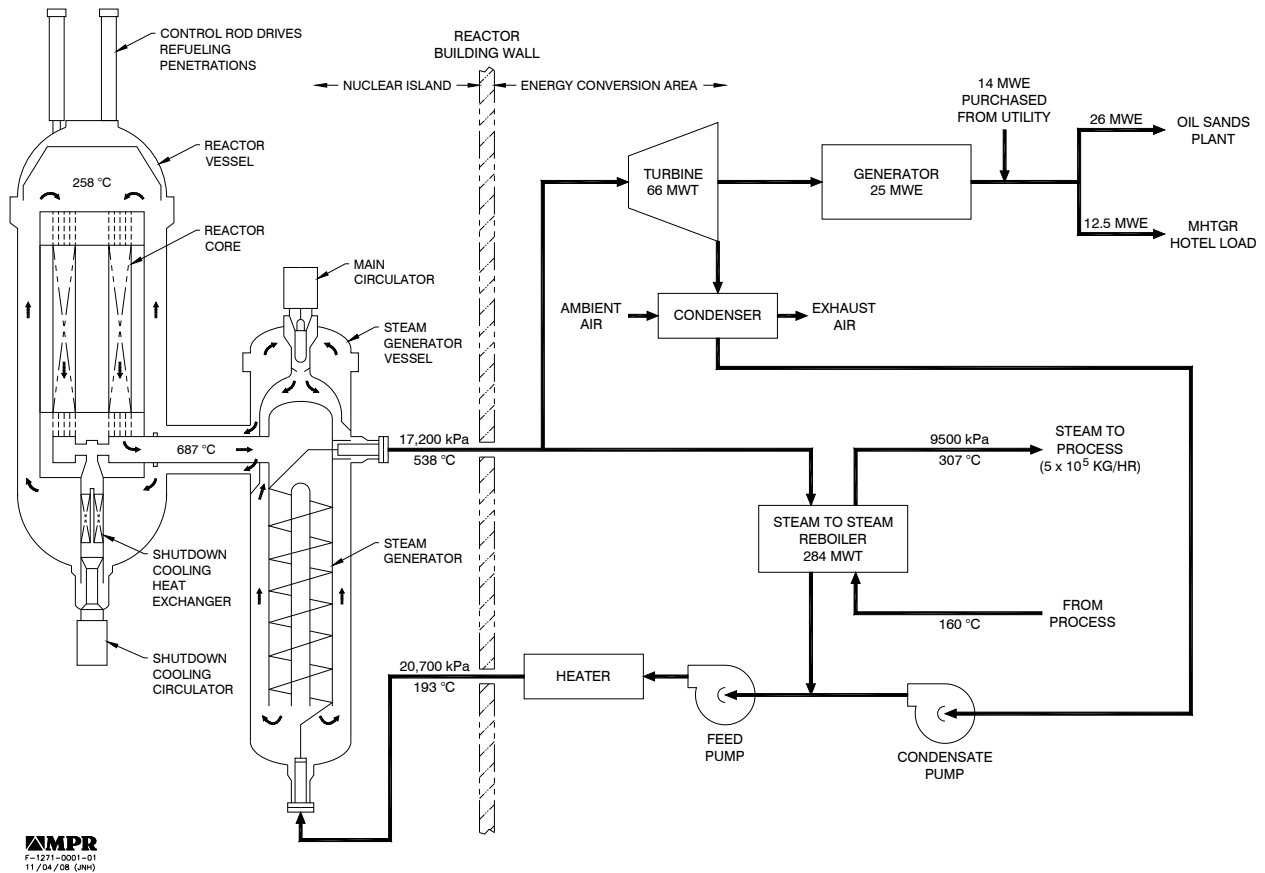 CONTROL ROD DRIVES
REFUELING
PENETRATIONS
REACTOR
BUILDING WALL
NUCLEAR ISLAND
ENERGY CONVERSION AREA
14 MWE
PURCHASED
FROM UTILITY
26 MWE
OIL SANDS
PLANT
REACTOR
VESSEL
258 °C
TURBINE
66 MWT
GENERATOR
25 MWE
12.5 MWE
MHTGR
HOTEL LOAD
REACTOR
CORE
MAIN
CIRCULATOR
AMBIENT
AIR
CONDENSER
EXHAUST
AIR
STEAM
GENERATOR
VESSEL
687 °C
17,200 kPa
538 °C
9500 kPa
307 °C
STEAM TO
PROCESS
(5 x 10⁵ KG/HR)
STEAM TO STEAM
REBOILER
284 MWT
STEAM
GENERATOR
SHUTDOWN
COOLING
HEAT
EXCHANGER
160 °C
FROM
PROCESS
SHUTDOWN
COOLING
CIRCULATOR
20,700 kPa
193 °C
HEATER
FEED
PUMP
CONDENSATE
PUMP
MPR
F-1271-0001-01
11/04/08 (JNH)